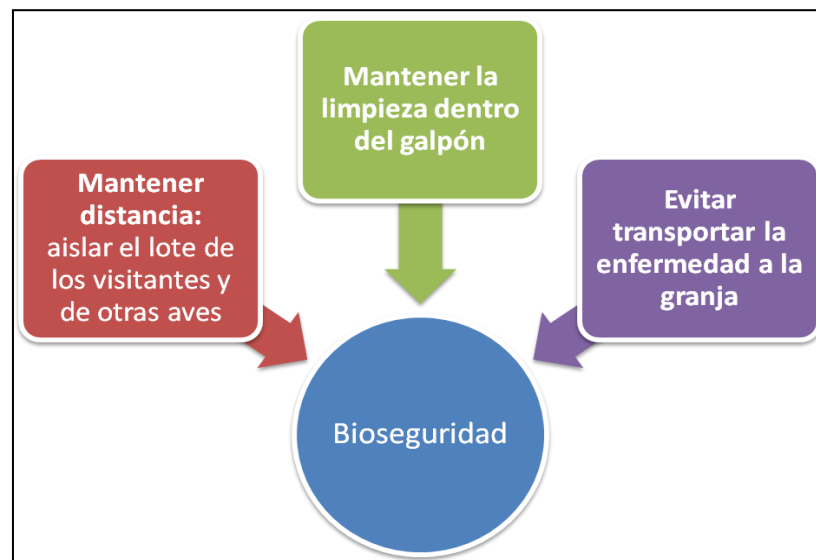 Mantener la
limpieza dentro
del galpón
Mantener
distancia:
aislar el lote de
los visitantes y
de otras aves
Evitar
transportar la
enfermedad a la
granja
Bioseguridad